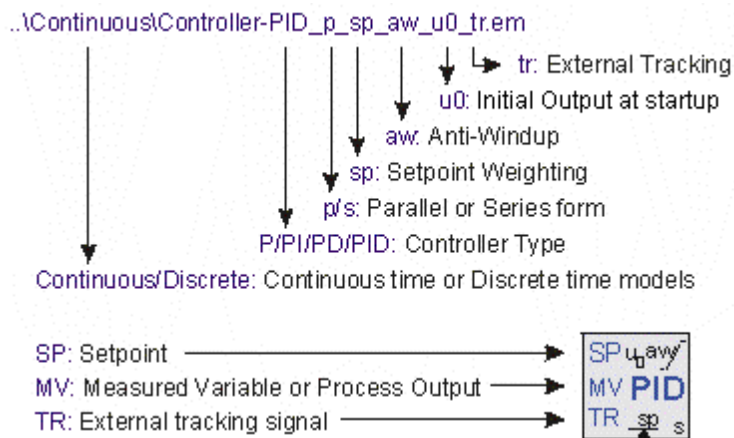 ..\Continuous\Controller-PID_p_sp_aw_u0_tr.em
tr: External Tracking
u0: Initial Output at startup
aw: Anti-Windup
sp: Setpoint Weighting
p/s: Parallel or Series form
P/PI/PD/PID: Controller Type
Continuous/Discrete: Continuous time or Discrete time models
SP: Setpoint
MV: Measured Variable or Process Output
TR: External tracking signal
SP u0 aw
MV PID
TR sp s